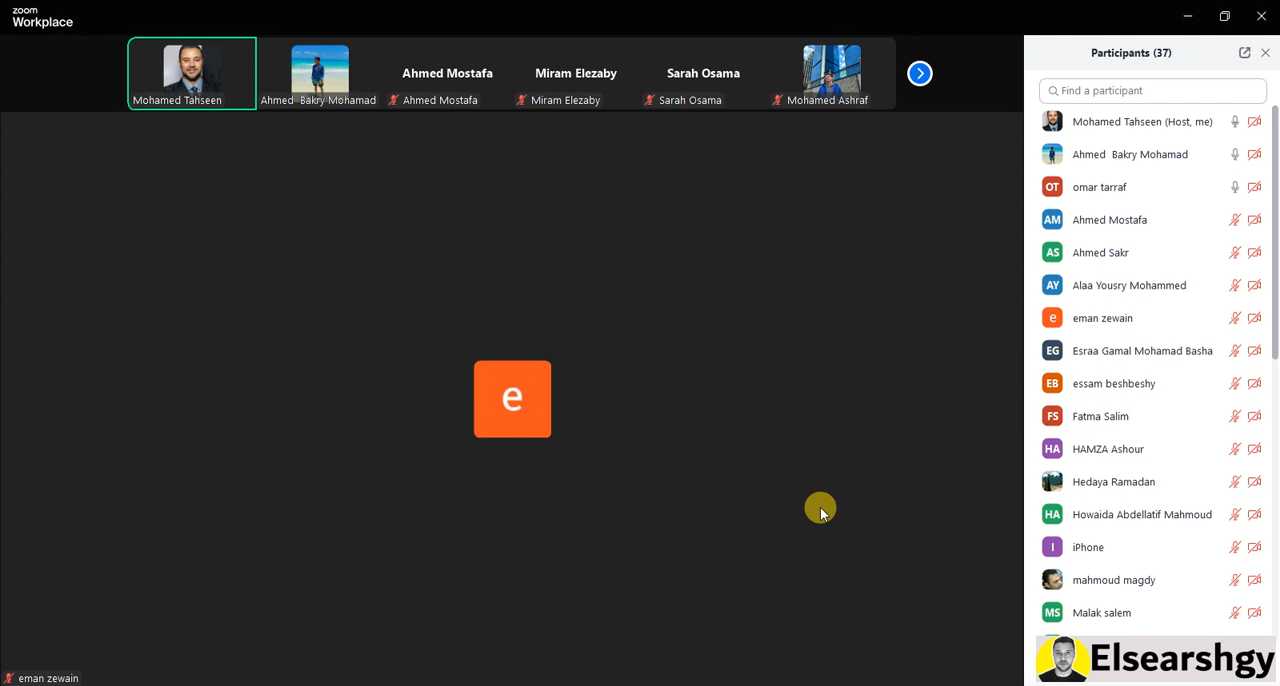 zoom
Workplace
Mohamed Tahseen
Ahmed Bakry Mohamad
Ahmed Mostafa
Ahmed Mostafa
Miram Elezaby
Miram Elezaby
Sarah Osama
Sarah Osama
Mohamed Ashraf
Participants (37)
Find a participant
Mohamed Tahseen (Host, me)
Ahmed Bakry Mohamad
OT omar tarraf
AM Ahmed Mostafa
AS Ahmed Sakr
AY Alaa Yousry Mohammed
e eman zewain
EG Esraa Gamal Mohamad Basha
EB essam beshbeshy
FS Fatma Salim
HA HAMZA Ashour
Hedaya Ramadan
HA Howaida Abdellatif Mahmoud
I iPhone
mahmoud magdy
MS Malak salem
e
eman zewain
Elsearshgy